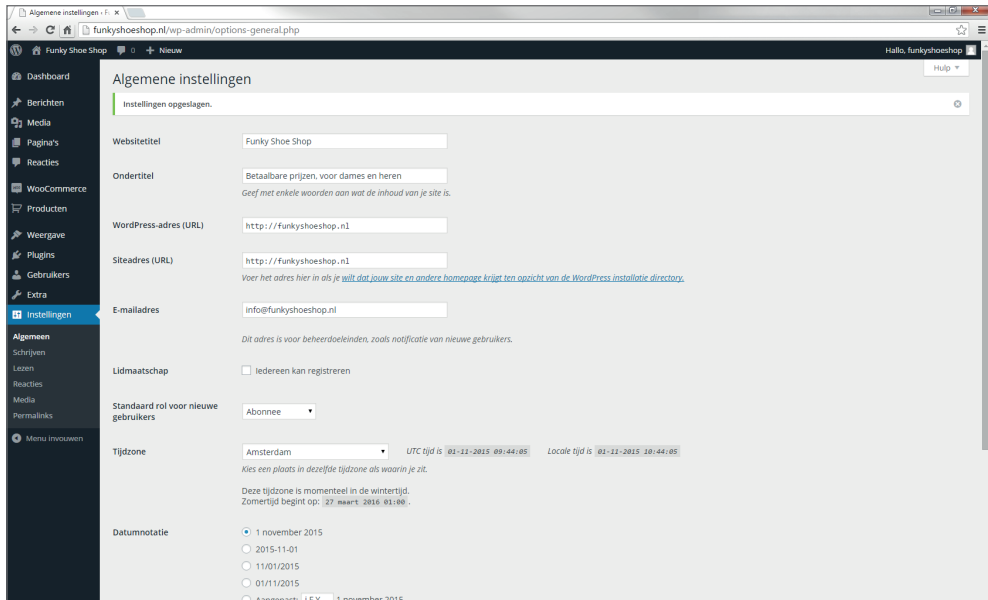 Algemene instellingen ‹ Fu
funkyshoeshop.nl/wp-admin/options-general.php
Funky Shoe Shop 0 + Nieuw Hallo, funkyshoeshop
Hulp
Dashboard
Berichten
Media
Pagina's
Reacties
WooCommerce
Producten
Weergave
Plugins
Gebruikers
Extra
Instellingen
Algemeen
Schrijven
Lezen
Reacties
Media
Permalinks
Menu invouwen
Algemene instellingen
Instellingen opgeslagen.
Websitetitel Funky Shoe Shop
Ondertitel Betaalbare prijzen, voor dames en heren
Geef met enkele woorden aan wat de inhoud van je site is.
WordPress-adres (URL) http://funkyshoeshop.nl
Siteadres (URL) http://funkyshoeshop.nl
Voer het adres hier in als je wilt dat jouw site en andere homepage krijgt ten opzicht van de WordPress installatie directory.
E-mailadres info@funkyshoeshop.nl
Dit adres is voor beheerdoeleinden, zoals notificatie van nieuwe gebruikers.
Lidmaatschap Iedereen kan registreren
Standaard rol voor nieuwe
gebruikers Abonnee
Tijdzone Amsterdam UTC tijd is 01-11-2015 09:44:05 Locale tijd is 01-11-2015 10:44:05
Kies een plaats in dezelfde tijdzone als waarin je zit.
Deze tijdzone is momenteel in de wintertijd.
Zomertijd begint op: 27 maart 2016 01:00 .
Datumnotatie 1 november 2015
2015-11-01
11/01/2015
01/11/2015
Aangepast: j F Y 1 november 2015